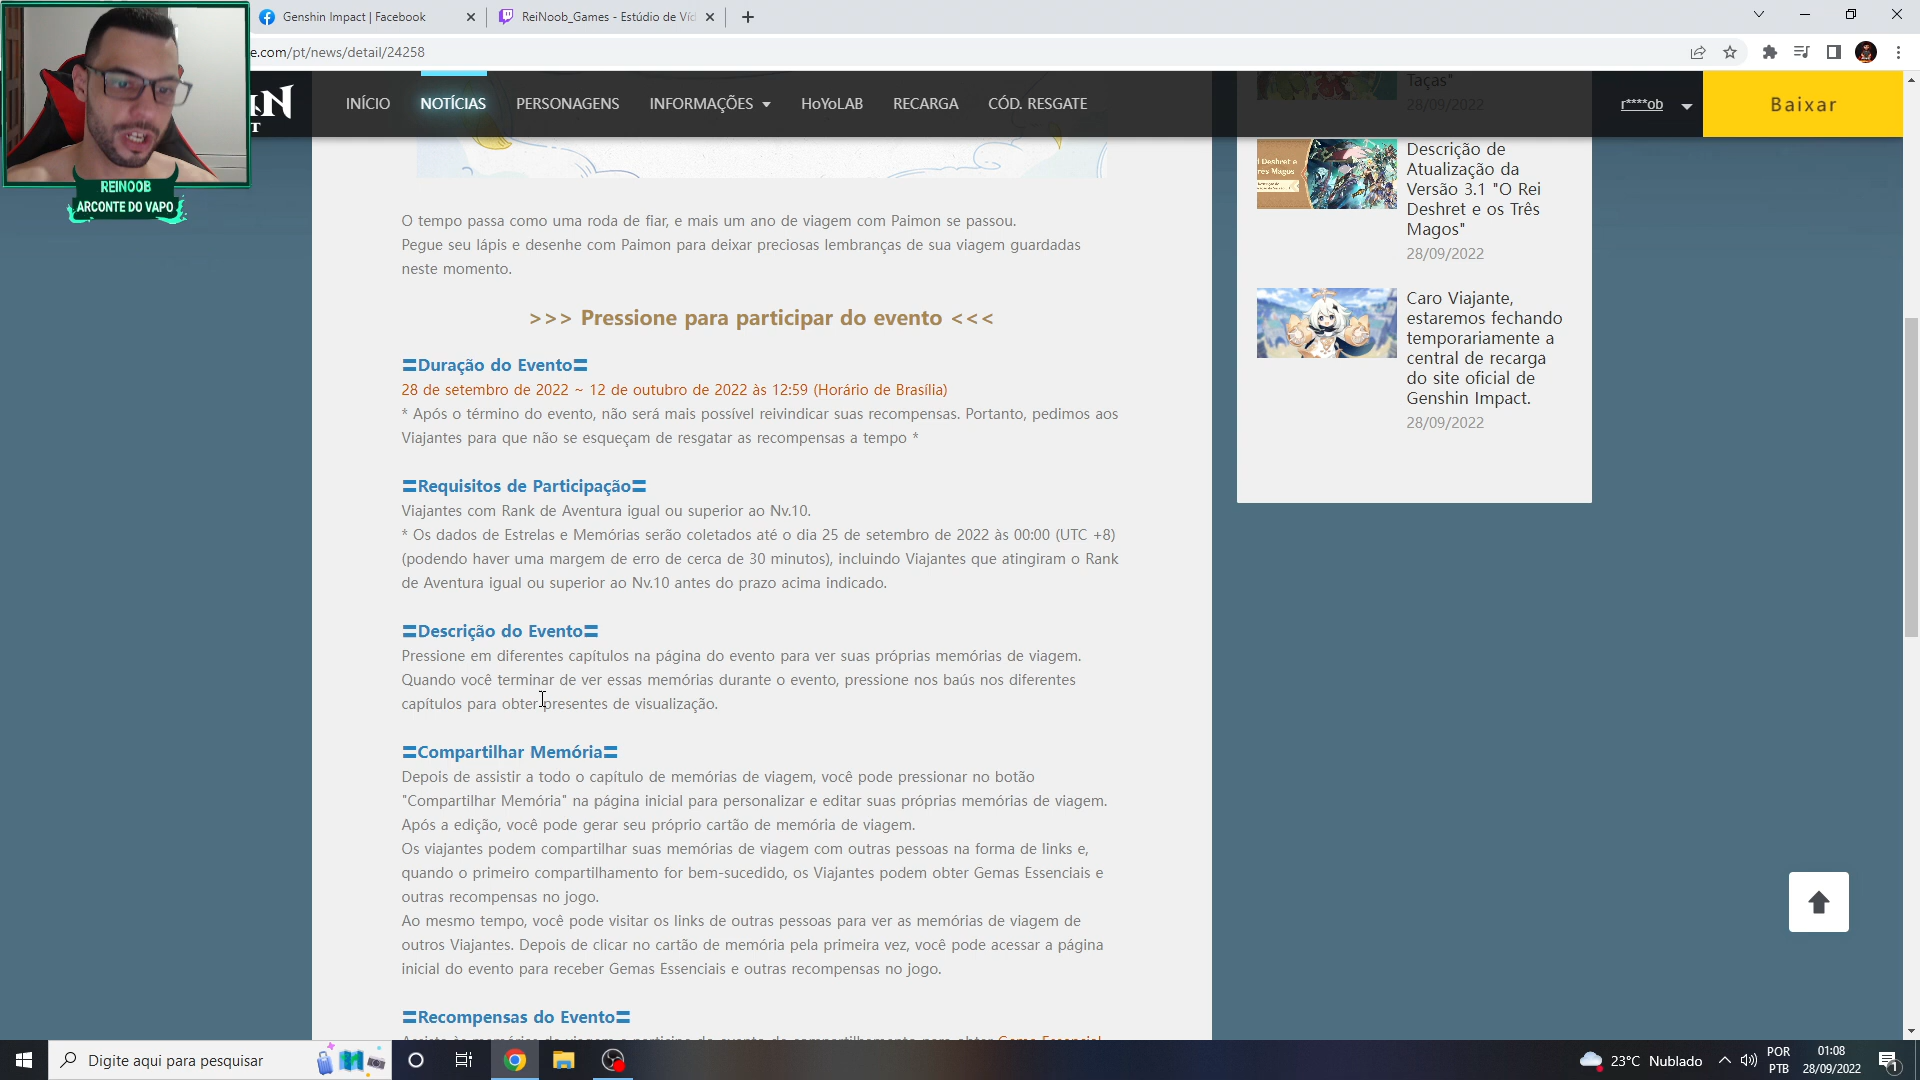 Genshin Impact | Facebook
ReiNoob_Games - Estúdio de Víd
e.com/pt/news/detail/24258
INÍCIO NOTÍCIAS PERSONAGENS INFORMAÇÕES HoYoLAB RECARGA CÓD. RESGATE
r****ob
Baixar
REINOOB
ARCONTE DO VAPO
O tempo passa como uma roda de fiar, e mais um ano de viagem com Paimon se passou.
Pegue seu lápis e desenhe com Paimon para deixar preciosas lembranças de sua viagem guardadas
neste momento.
>>> Pressione para participar do evento <<<
〓Duração do Evento〓
28 de setembro de 2022 ~ 12 de outubro de 2022 às 12:59 (Horário de Brasília)
* Após o término do evento, não será mais possível reivindicar suas recompensas. Portanto, pedimos aos
Viajantes para que não se esqueçam de resgatar as recompensas a tempo *
〓Requisitos de Participação〓
Viajantes com Rank de Aventura igual ou superior ao Nv.10.
* Os dados de Estrelas e Memórias serão coletados até o dia 25 de setembro de 2022 às 00:00 (UTC +8)
(podendo haver uma margem de erro de cerca de 30 minutos), incluindo Viajantes que atingiram o Rank
de Aventura igual ou superior ao Nv.10 antes do prazo acima indicado.
〓Descrição do Evento〓
Pressione em diferentes capítulos na página do evento para ver suas próprias memórias de viagem.
Quando você terminar de ver essas memórias durante o evento, pressione nos baús nos diferentes
capítulos para obter presentes de visualização.
〓Compartilhar Memória〓
Depois de assistir a todo o capítulo de memórias de viagem, você pode pressionar no botão
"Compartilhar Memória" na página inicial para personalizar e editar suas próprias memórias de viagem.
Após a edição, você pode gerar seu próprio cartão de memória de viagem.
Os viajantes podem compartilhar suas memórias de viagem com outras pessoas na forma de links e,
quando o primeiro compartilhamento for bem-sucedido, os Viajantes podem obter Gemas Essenciais e
outras recompensas no jogo.
Ao mesmo tempo, você pode visitar os links de outras pessoas para ver as memórias de viagem de
outros Viajantes. Depois de clicar no cartão de memória pela primeira vez, você pode acessar a página
inicial do evento para receber Gemas Essenciais e outras recompensas no jogo.
〓Recompensas do Evento〓
Taças"
28/09/2022
Descrição de
Atualização da
Versão 3.1 "O Rei
Deshret e os Três
Magos"
28/09/2022
Caro Viajante,
estaremos fechando
temporariamente a
central de recarga
do site oficial de
Genshin Impact.
28/09/2022
Digite aqui para pesquisar
23°C Nublado
POR
PTB
01:08
28/09/2022
1